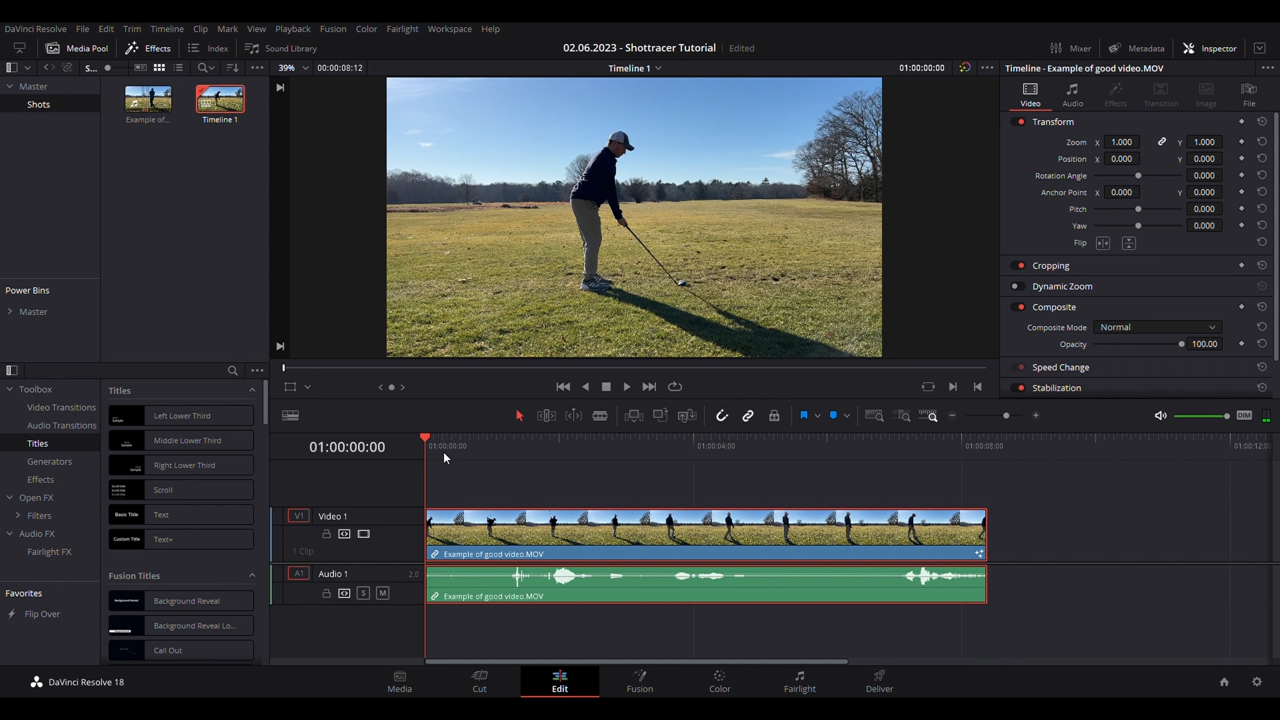 DaVinci Resolve File Edit Trim Timeline Clip Mark View Playback Fusion Color Fairlight Workspace Help
Media Pool Effects Index Sound Library 02.06.2023 - Shottracer Tutorial Edited Mixer Metadata Inspector
S... 39% 00:00:08:12 Timeline 1 01:00:00:00 Timeline - Example of good video.MOV
Master
Shots
Example of... Timeline 1
Video Audio Effects Transition Image File
Transform
Zoom X 1.000 Y 1.000
Position X 0.000 Y 0.000
Rotation Angle 0.000
Anchor Point X 0.000 Y 0.000
Pitch 0.000
Yaw 0.000
Flip
Cropping
Dynamic Zoom
Composite
Composite Mode Normal
Opacity 100.00
Speed Change
Stabilization
Power Bins
Master
Toolbox
Video Transitions
Audio Transitions
Titles
Generators
Effects
Open FX
Filters
Audio FX
Fairlight FX
Favorites
Flip Over
Titles
Left Lower Third
Middle Lower Third
Right Lower Third
Scroll
Basic Title Text
Custom Title Text+
Fusion Titles
Background Reveal
Background Reveal Lo...
Call Out
DIM
01:00:00:00 01:00:00:00 01:00:04:00 01:00:08:00 01:00:12:00
V1 Video 1
1 Clip
Example of good video.MOV
A1 Audio 1 2.0
S M
Example of good video.MOV
DaVinci Resolve 18
Media Cut Edit Fusion Color Fairlight Deliver